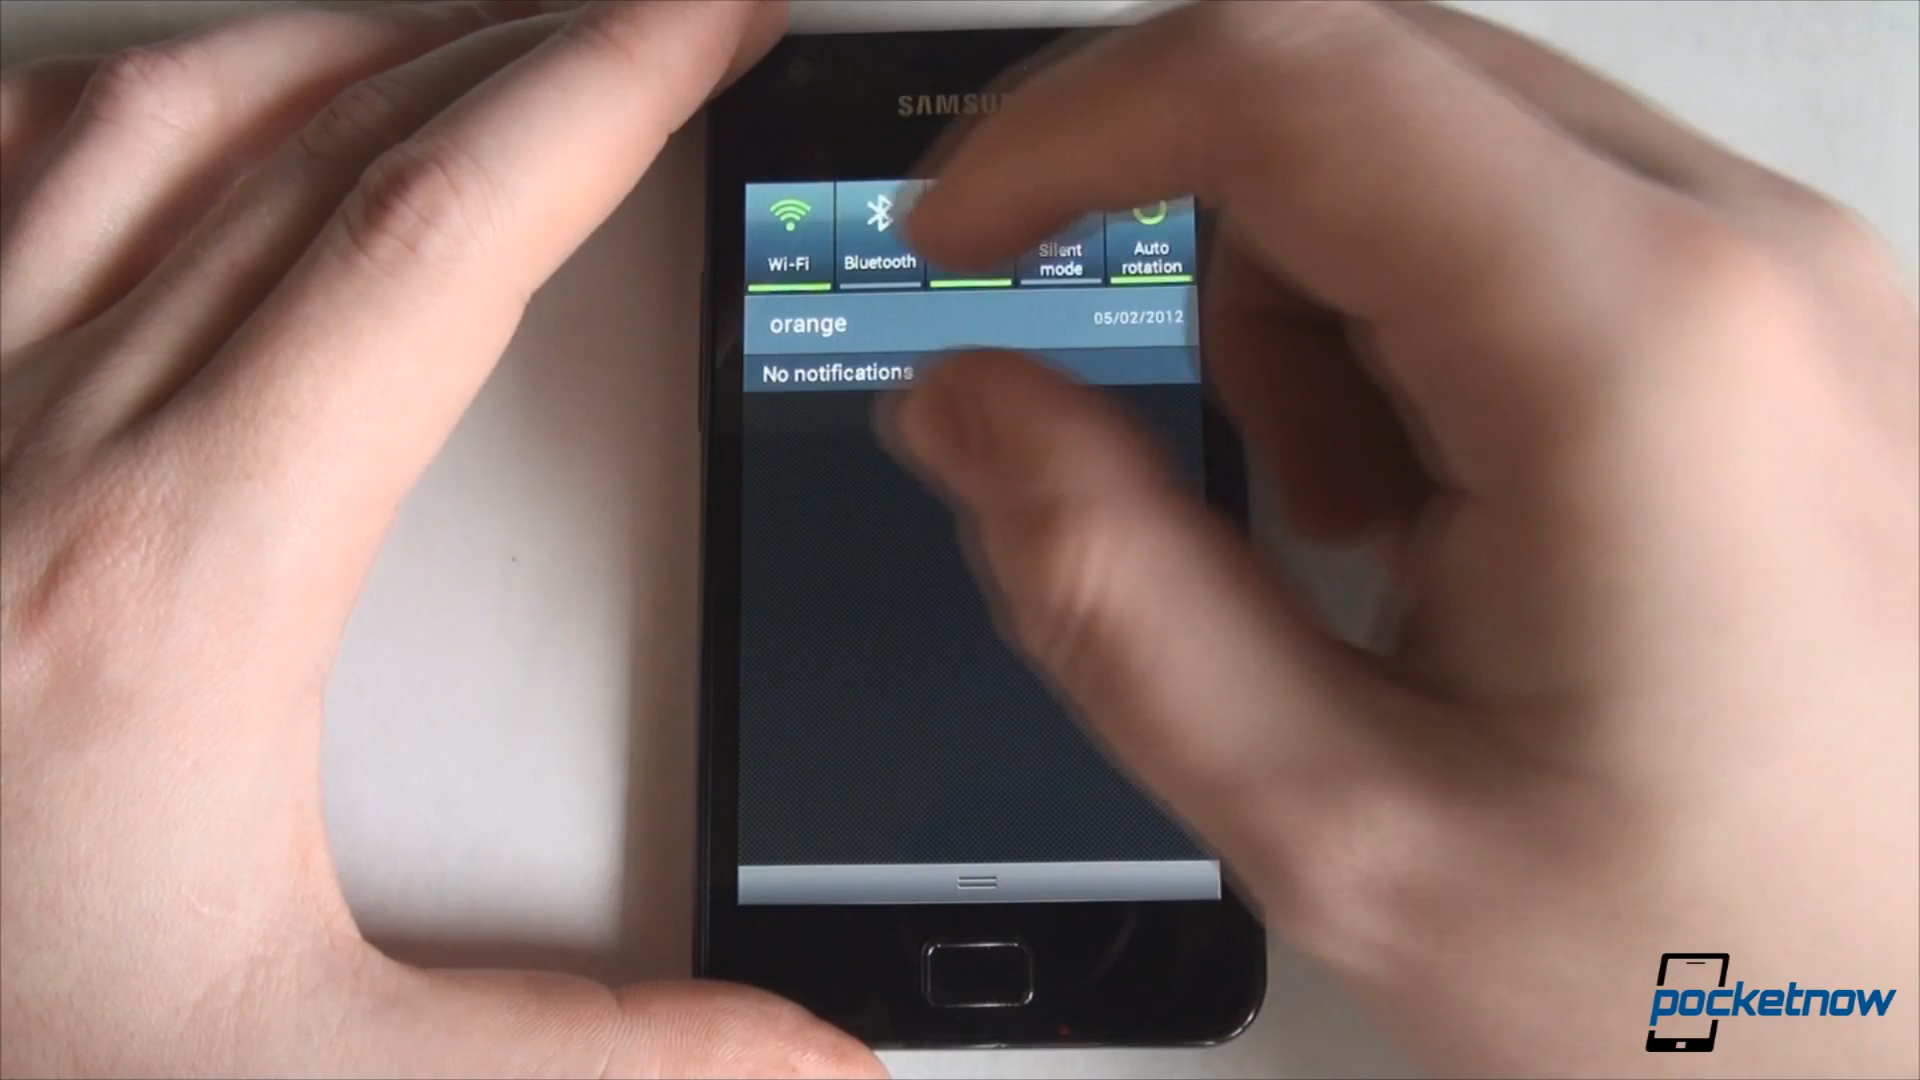 SAMSU
Wi-Fi
Bluetooth
Silent
mode
Auto
rotation
orange
05/02/2012
No notifications
pocketnow